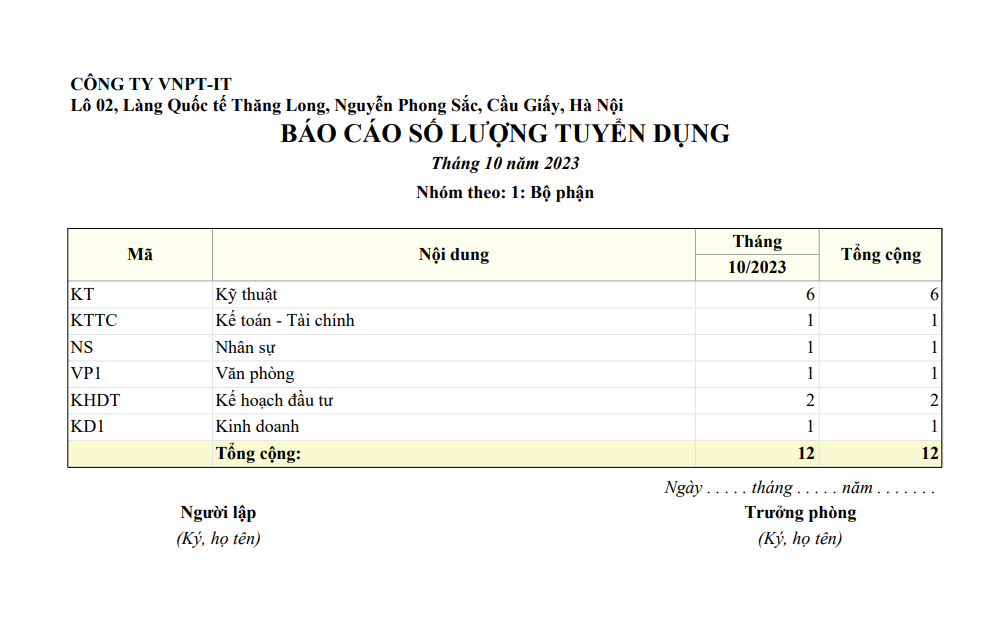 CÔNG TY VNPT-IT
Lô 02, Làng Quốc tế Thăng Long, Nguyễn Phong Sắc, Cầu Giấy, Hà Nội
BÁO CÁO SỐ LƯỢNG TUYỂN DỤNG
Tháng 10 năm 2023
Nhóm theo: 1: Bộ phận
Mã Nội dung Tháng 10/2023 Tổng cộng
KT Kỹ thuật 6 6
KTTC Kế toán - Tài chính 1 1
NS Nhân sự 1 1
VP1 Văn phòng 1 1
KHDT Kế hoạch đầu tư 2 2
KD1 Kinh doanh 1 1
Tổng cộng: 12 12
Ngày . . . . . tháng . . . . . năm . . . . . . .
Người lập Trưởng phòng
(Ký, họ tên) (Ký, họ tên)